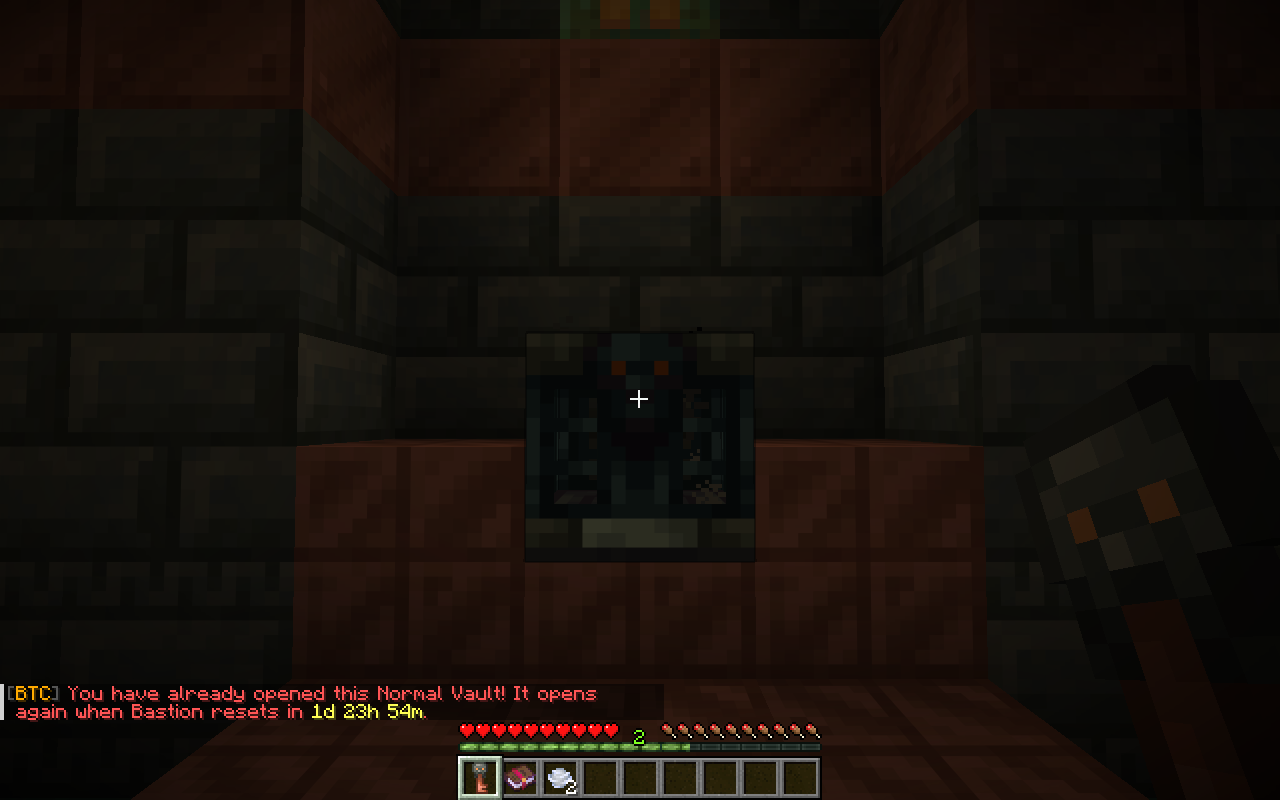 [BTC] You have already opened this Normal Vault! It opens
again when Bastion resets in 1d 23h 54m.
2
2